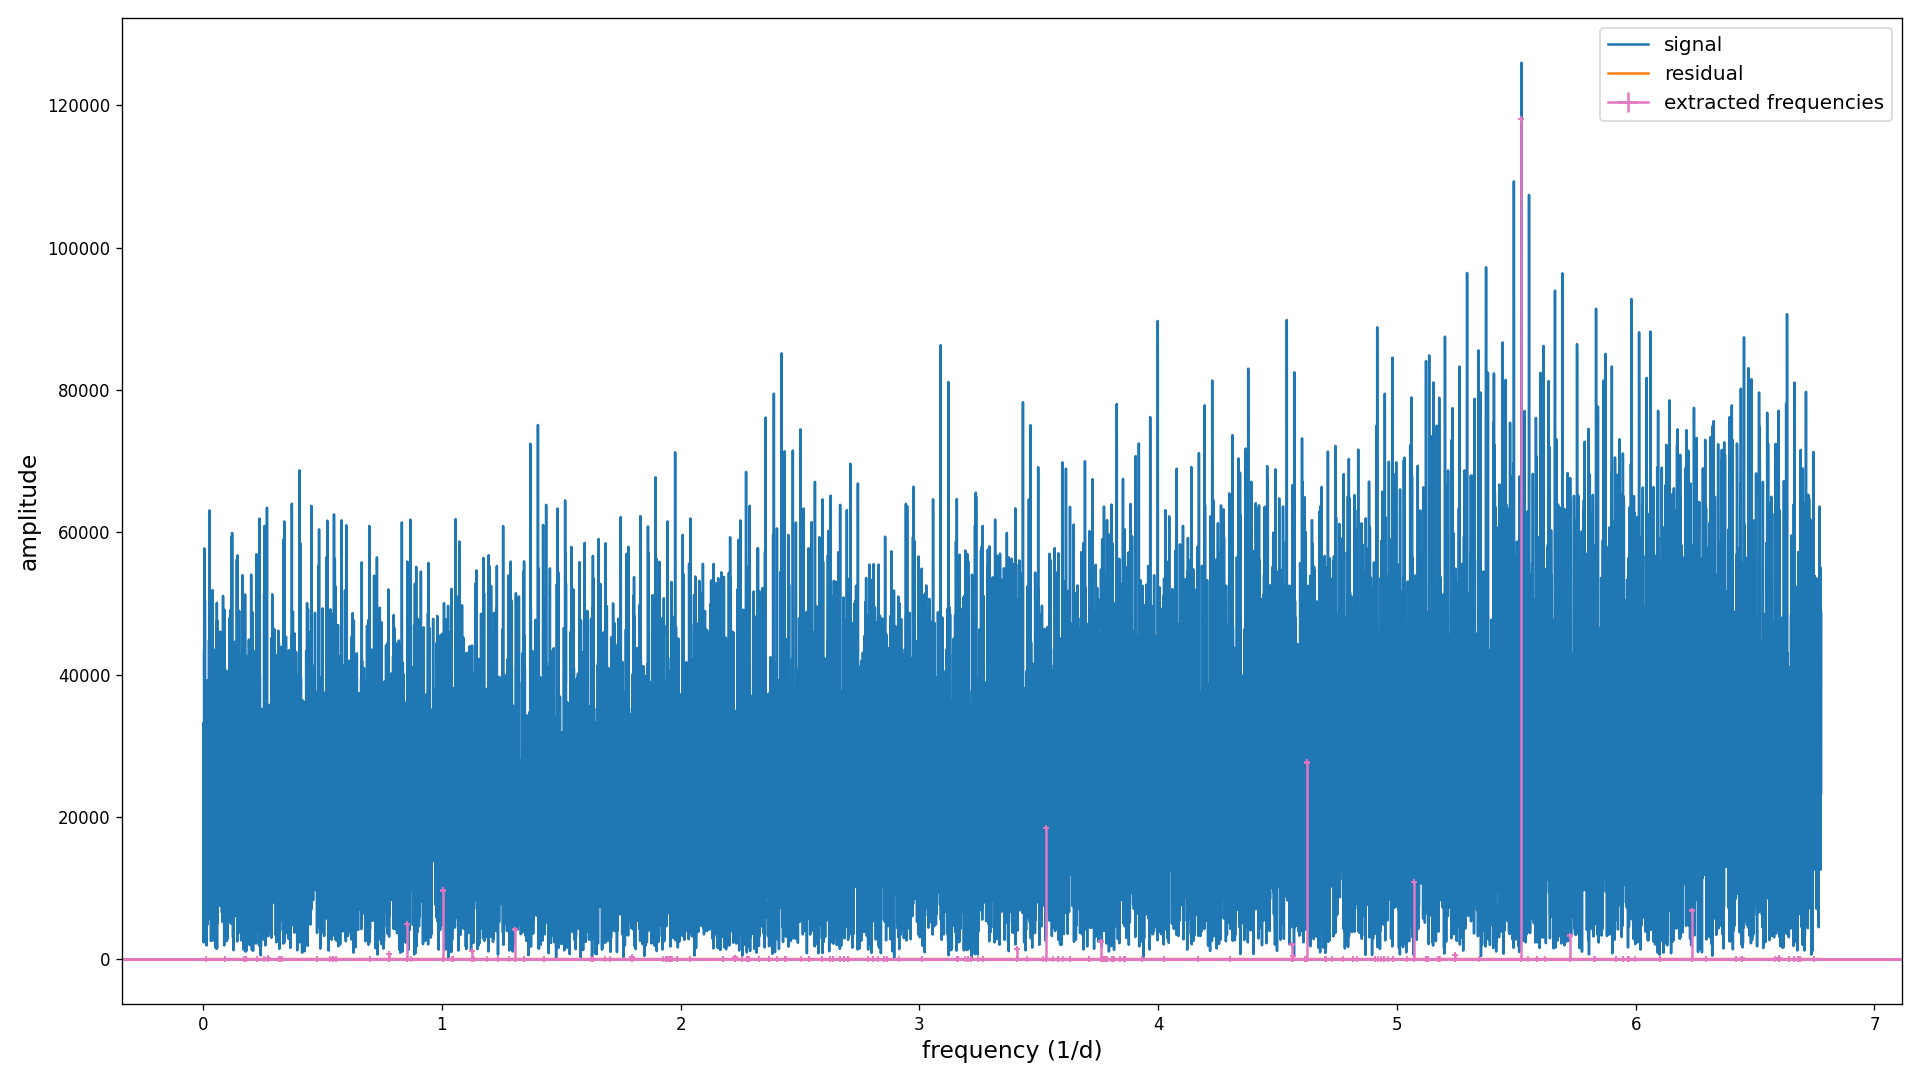 signal
residual
extracted frequencies
120000
100000
80000
60000
40000
20000
0
amplitude
0 1 2 3 4 5 6 7
frequency (1/d)